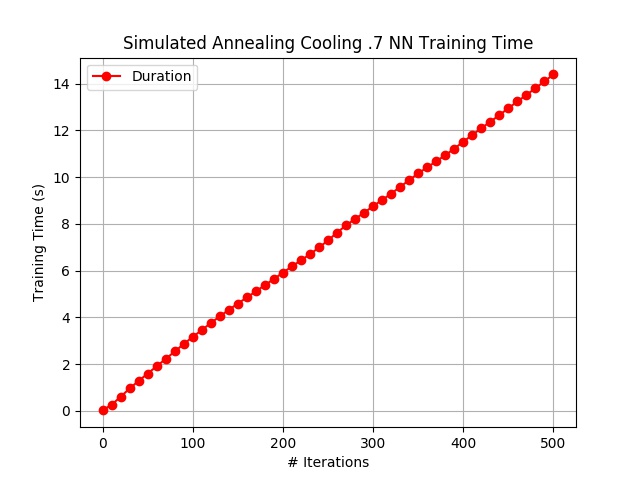 Simulated Annealing Cooling .7 NN Training Time
Duration
14
12
10
8
6
4
2
0
Training Time (s)
0 100 200 300 400 500
# Iterations